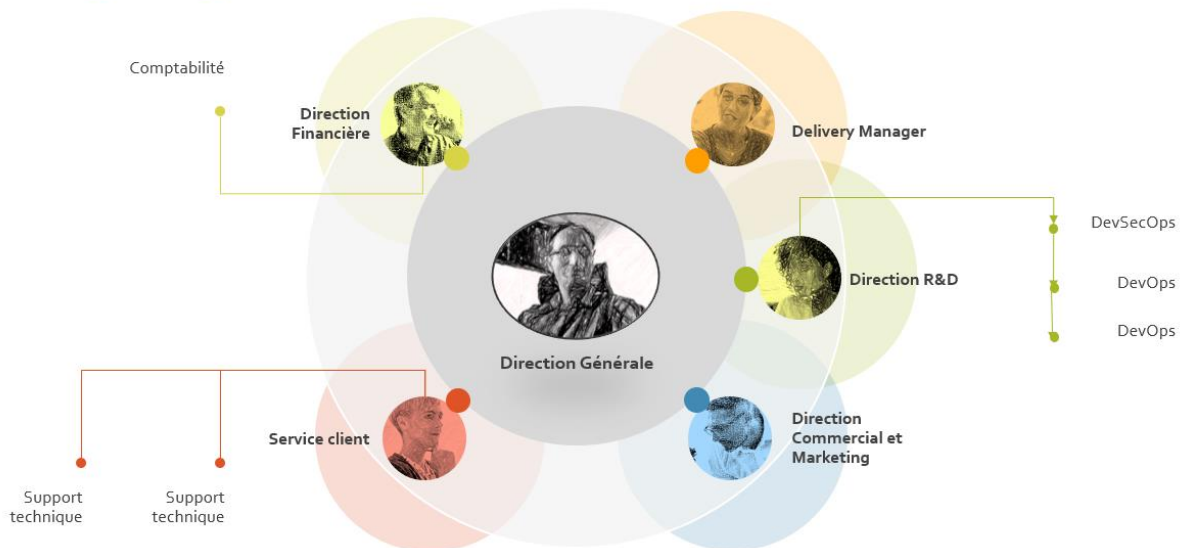 Comptabilité
Direction
Financière
Delivery Manager
DevSecOps
Direction R&D
DevOps
DevOps
Direction Générale
Service client
Direction
Commercial et
Marketing
Support
technique
Support
technique